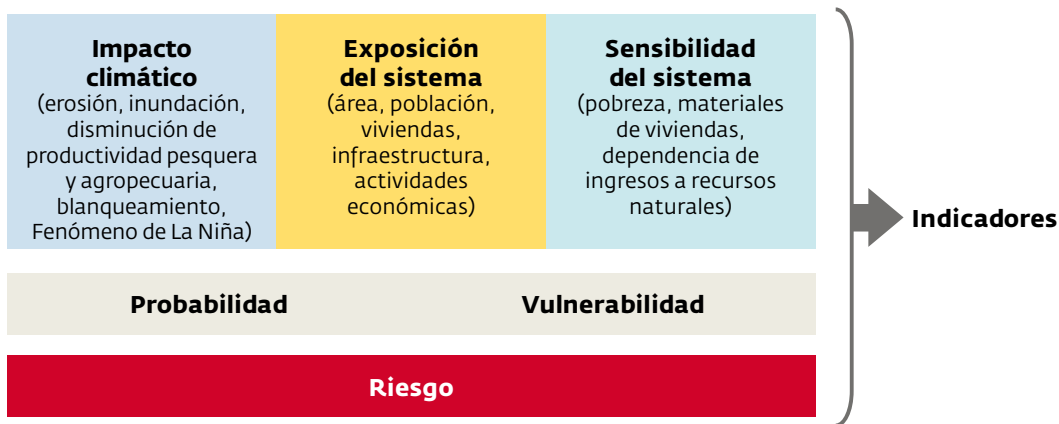 Impacto
climático
(erosión, inundación,
disminución de
productividad pesquera
y agropecuaria,
blanqueamiento,
Fenómeno de La Niña)
Exposición
del sistema
(área, población,
viviendas,
infraestructura,
actividades
económicas)
Sensibilidad
del sistema
(pobreza, materiales
de viviendas,
dependencia de
ingresos a recursos
naturales)
Indicadores
Probabilidad
Vulnerabilidad
Riesgo